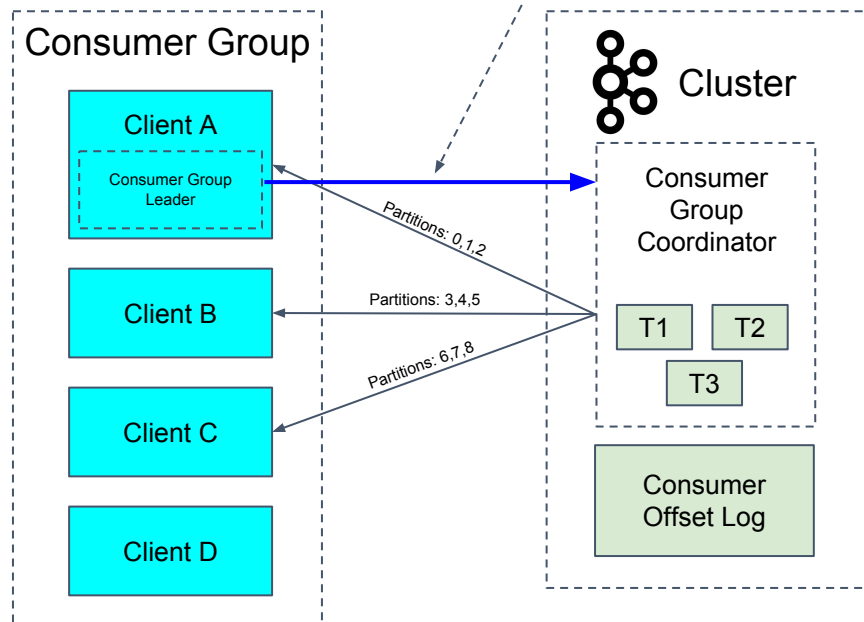 Consumer Group
Client A
Consumer Group
Leader
Client B
Client C
Client D
Partitions: 0,1,2
Partitions: 3,4,5
Partitions: 6,7,8
Cluster
Consumer
Group
Coordinator
T1
T2
T3
Consumer
Offset Log